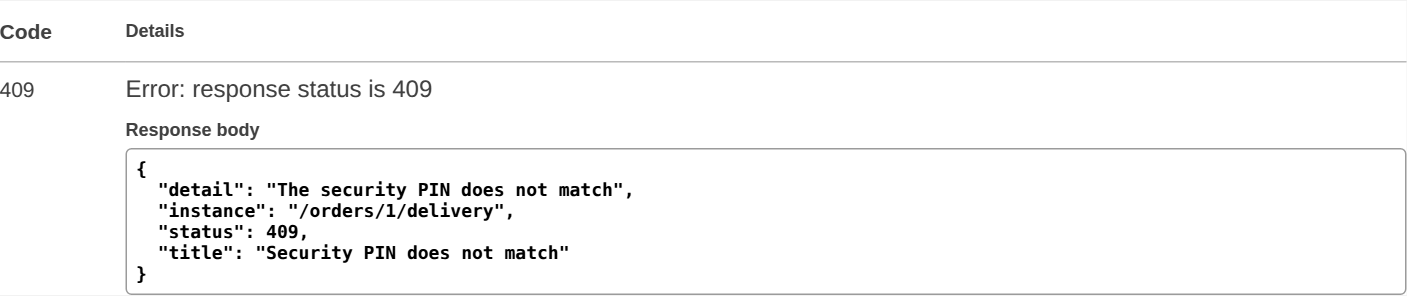 Code Details
409 Error: response status is 409
Response body
{
  "detail": "The security PIN does not match",
  "instance": "/orders/1/delivery",
  "status": 409,
  "title": "Security PIN does not match"
}